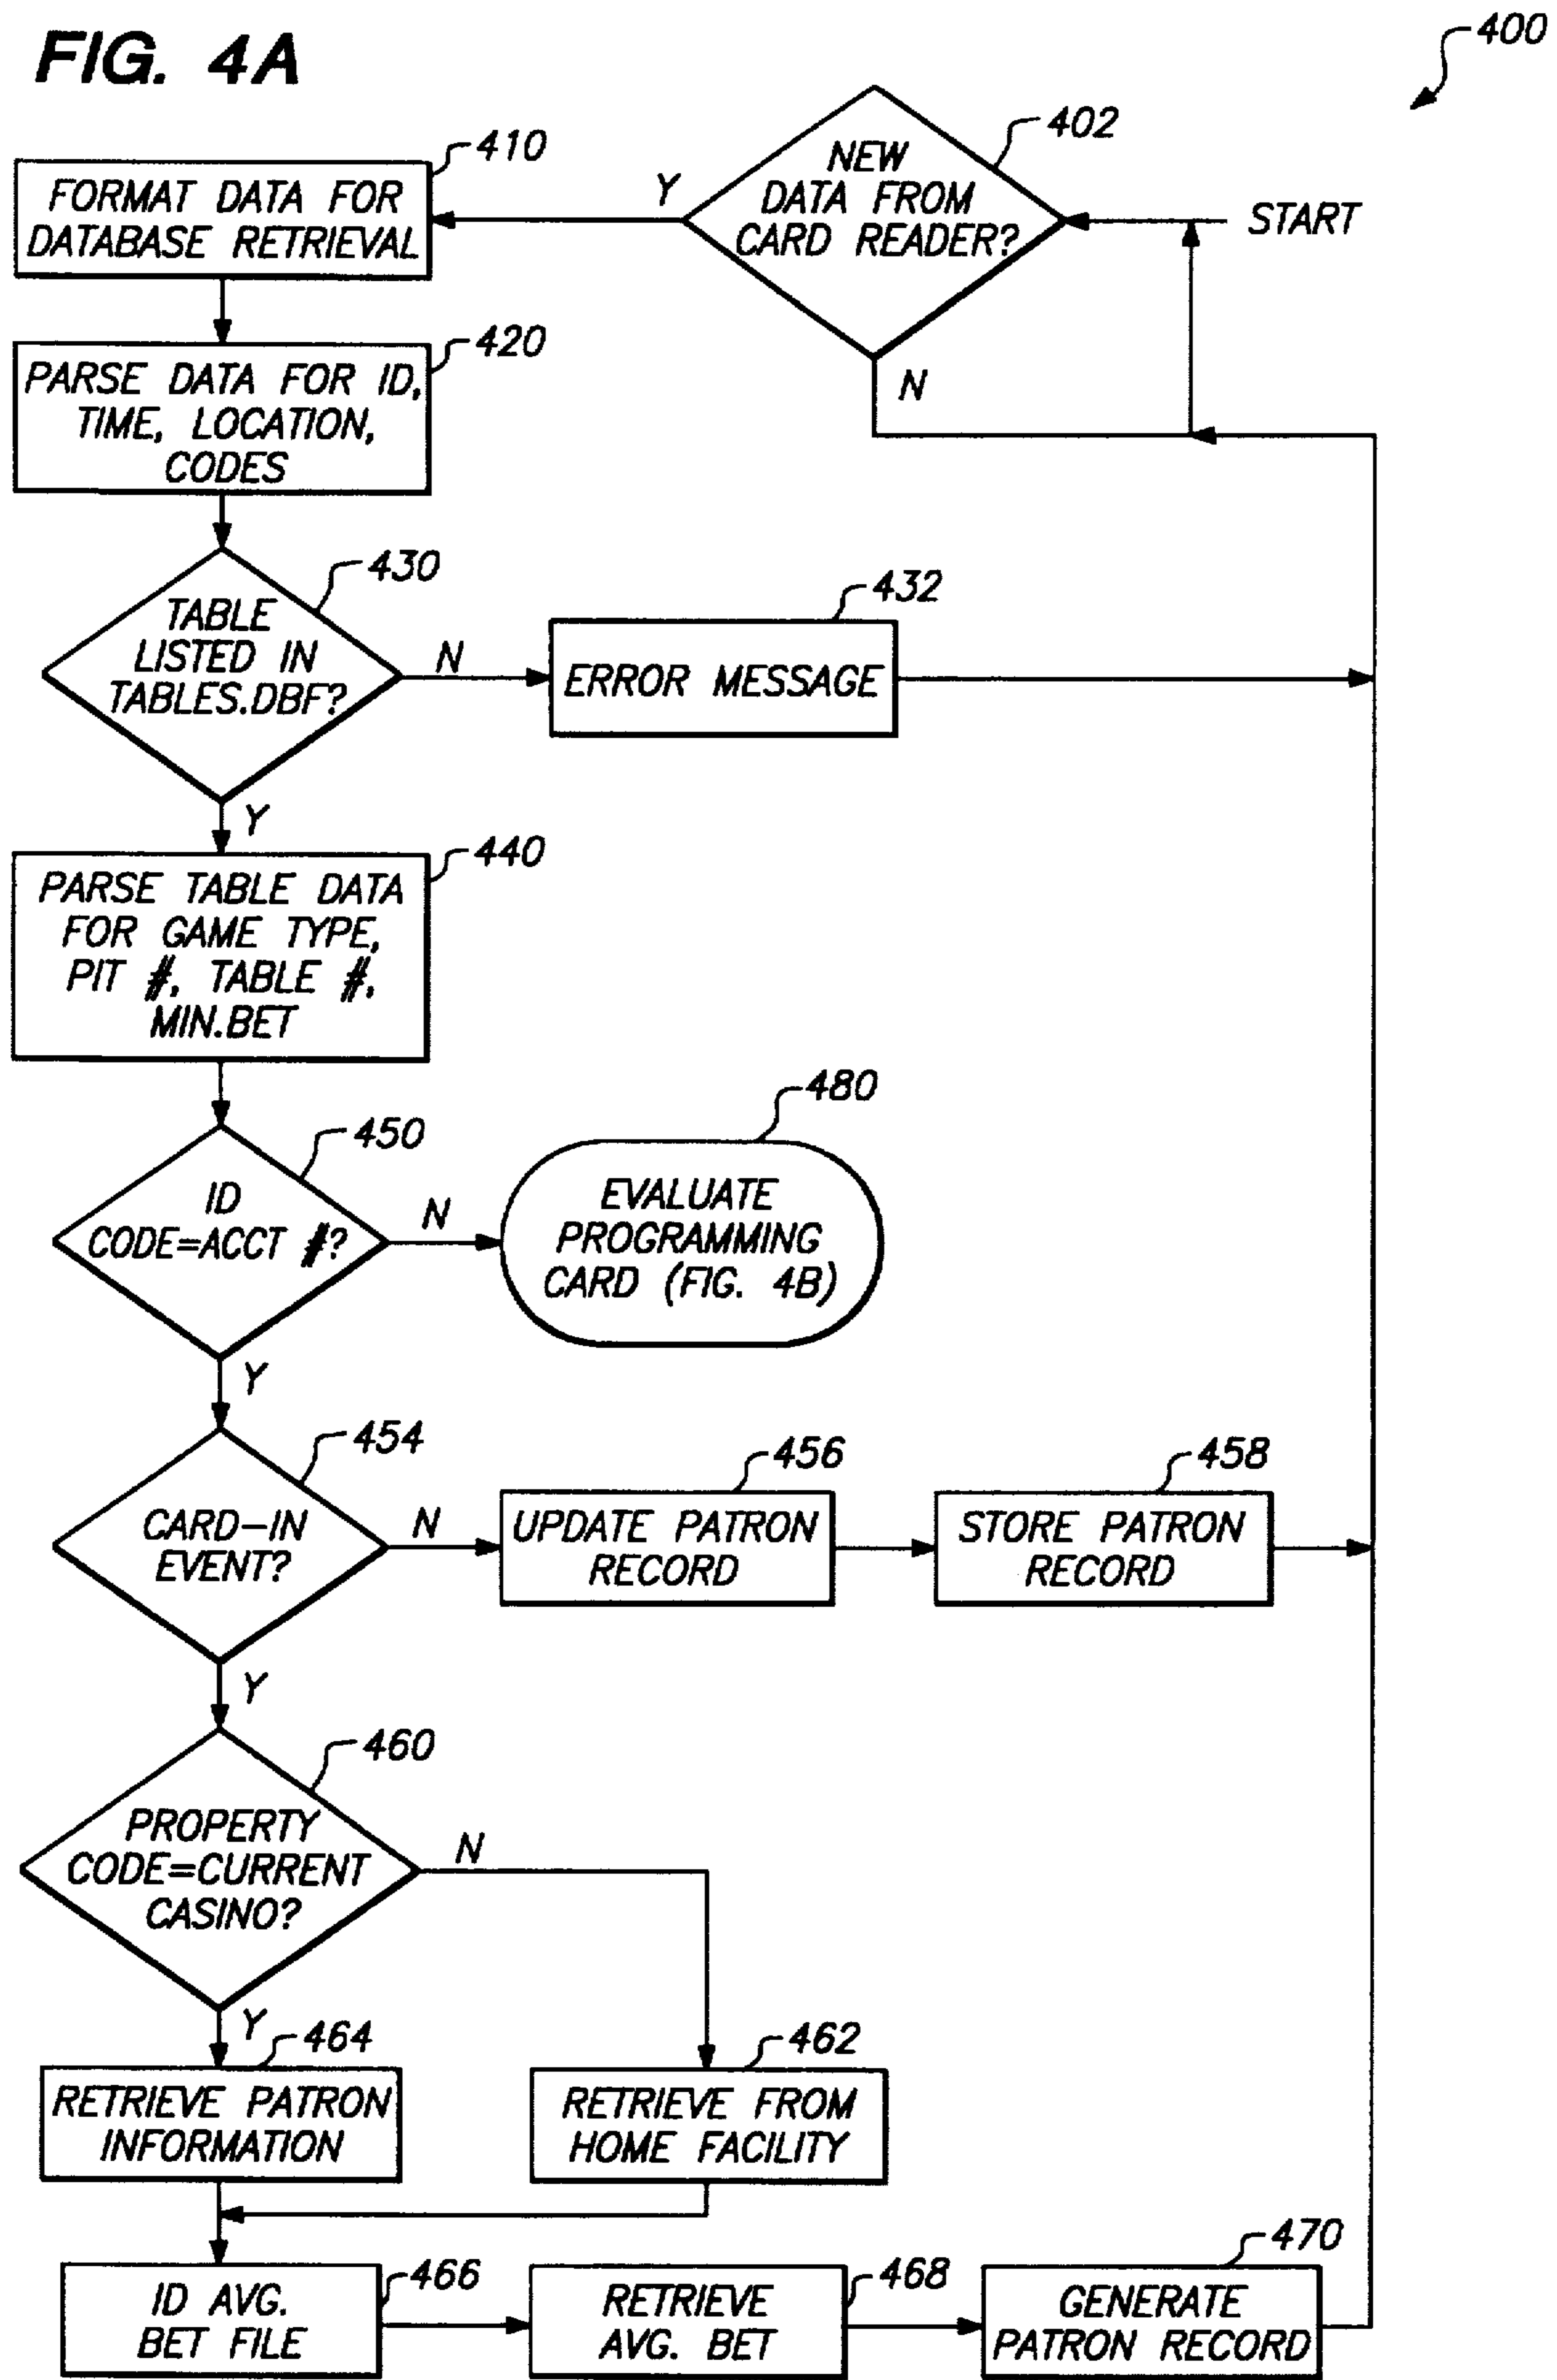 FIG. 4A
400
402
NEW
DATA FROM
CARD READER?
Y
N
START
410
FORMAT DATA FOR
DATABASE RETRIEVAL
420
PARSE DATA FOR ID,
TIME, LOCATION,
CODES
430
TABLE
LISTED IN
TABLES.DBF?
N
432
ERROR MESSAGE
Y
440
PARSE TABLE DATA
FOR GAME TYPE,
PIT #, TABLE #,
MIN.BET
450
ID
CODE=ACCT #?
N
480
EVALUATE
PROGRAMMING
CARD (FIG. 4B)
Y
454
CARD-IN
EVENT?
N
456
UPDATE PATRON
RECORD
458
STORE PATRON
RECORD
Y
460
PROPERTY
CODE=CURRENT
CASINO?
N
Y
464
RETRIEVE PATRON
INFORMATION
462
RETRIEVE FROM
HOME FACILITY
466
ID AVG.
BET FILE
468
RETRIEVE
AVG. BET
470
GENERATE
PATRON RECORD